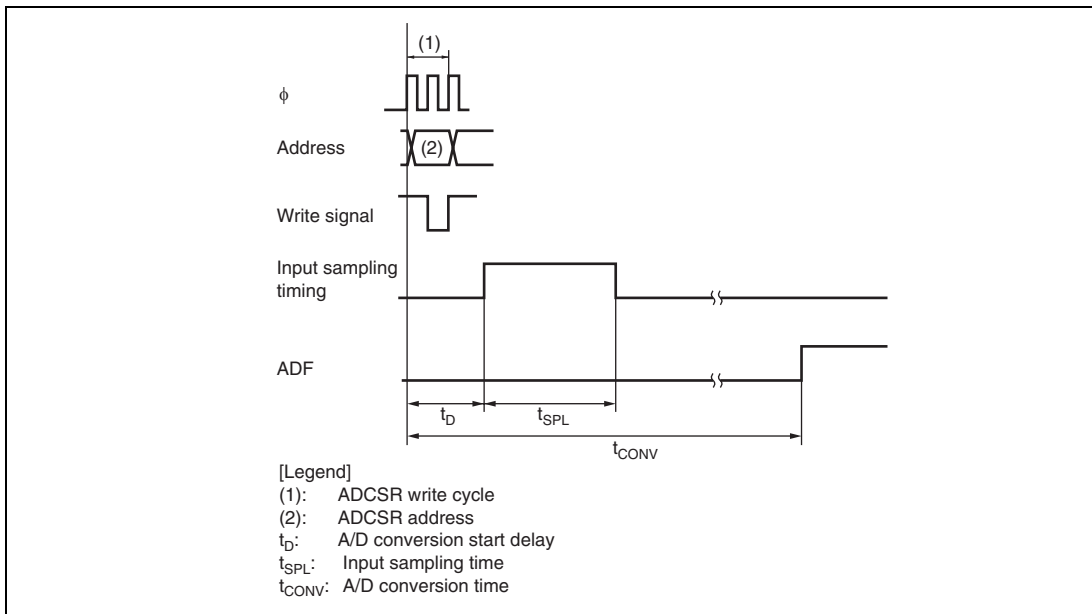 (1)
ϕ
Address
(2)
Write signal
Input sampling
timing
ADF
tD
tSPL
tCONV
[Legend]
(1): ADCSR write cycle
(2): ADCSR address
tD: A/D conversion start delay
tSPL: Input sampling time
tCONV: A/D conversion time